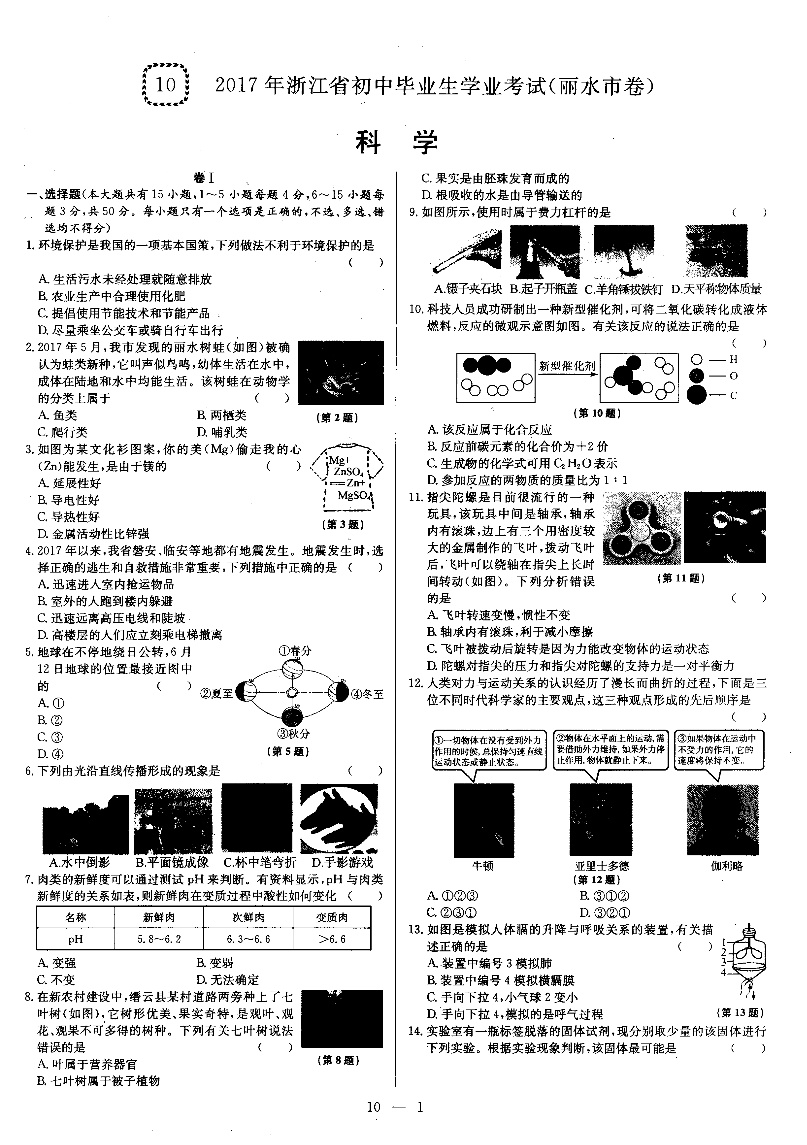 10 2017年浙江省初中毕业生学业考试(丽水市卷)
科 学
卷Ⅰ
一、选择题(本大题共有15小题,1～5小题每题4分,6～15小题每
题3分,共50分。每小题只有一个选项是正确的,不选、多选、错
选均不得分)
1. 环境保护是我国的一项基本国策,下列做法不利于环境保护的是
( )
A. 生活污水未经处理就随意排放
B. 农业生产中合理使用化肥
C. 提倡使用节能技术和节能产品
D. 尽量乘坐公交车或骑自行车出行
2. 2017年5月,我市发现的丽水树蛙(如图)被确
认为蛙类新种,它叫声似鸟鸣,幼体生活在水中,
成体在陆地和水中均能生活。该树蛙在动物学
的分类上属于 ( )
A. 鱼类 B. 两栖类
C. 爬行类 D. 哺乳类
(第2题)
3. 如图为某文化衫图案,你的美(Mg)偷走我的心
(Zn)能发生,是由于镁的 ( )
A. 延展性好
B. 导电性好
C. 导热性好
D. 金属活动性比锌强
Mg+
ZnSO4
═Zn+
MgSO4
(第3题)
4. 2017年以来,我省磐安、临安等地都有地震发生。地震发生时,选
择正确的逃生和自救措施非常重要,下列措施中正确的是 ( )
A. 迅速进入室内抢运物品
B. 室外的人跑到楼内躲避
C. 迅速远离高压电线和陡坡
D. 高楼层的人们应立刻乘电梯撤离
5. 地球在不停地绕日公转,6月
12日地球的位置最接近图中
的 ( )
A. ①
B. ②
C. ③
D. ④
①春分
②夏至
④冬至
③秋分
(第5题)
6. 下列由光沿直线传播形成的现象是 ( )
A.水中倒影 B.平面镜成像 C.杯中笔弯折 D.手影游戏
7. 肉类的新鲜度可以通过测试pH来判断。有资料显示,pH与肉类
新鲜度的关系如表,则新鲜肉在变质过程中酸性如何变化 ( )
名称 新鲜肉 次鲜肉 变质肉
pH 5.8～6.2 6.3～6.6 >6.6
A. 变强 B. 变弱
C. 不变 D. 无法确定
8. 在新农村建设中,缙云县某村道路两旁种上了七
叶树(如图),它树形优美、果实奇特,是观叶、观
花、观果不可多得的树种。下列有关七叶树说法
错误的是 ( )
(第8题)
A. 叶属于营养器官
B. 七叶树属于被子植物
C. 果实是由胚珠发育而成的
D. 根吸收的水是由导管输送的
9. 如图所示,使用时属于费力杠杆的是 ( )
A.镊子夹石块 B.起子开瓶盖 C.羊角锤拔铁钉 D.天平称物体质量
10. 科技人员成功研制出一种新型催化剂,可将二氧化碳转化成液体
燃料,反应的微观示意图如图。有关该反应的说法正确的是
( )
新型催化剂
—H
—O
—C
(第10题)
A. 该反应属于化合反应
B. 反应前碳元素的化合价为+2价
C. 生成物的化学式可用C2H2O表示
D. 参加反应的两物质的质量比为1∶1
11. 指尖陀螺是目前很流行的一种
玩具,该玩具中间是轴承,轴承
内有滚珠,边上有三个用密度较
大的金属制作的飞叶,拨动飞叶
后,飞叶可以绕轴在指尖上长时
间转动(如图)。下列分析错误
的是 ( )
(第11题)
A. 飞叶转速变慢,惯性不变
B. 轴承内有滚珠,利于减小摩擦
C. 飞叶被拨动后旋转是因为力能改变物体的运动状态
D. 陀螺对指尖的压力和指尖对陀螺的支持力是一对平衡力
12. 人类对力与运动关系的认识经历了漫长而曲折的过程,下面是三
位不同时代科学家的主要观点,这三种观点形成的先后顺序是
( )
①一切物体在没有受到外力
作用的时候,总保持匀速直线
运动状态或静止状态。
②物体在水平面上的运动,需
要借助外力维持,如果外力停
止作用,物体就静止下来。
③如果物体在运动中
不受力的作用,它的
速度将保持不变。
牛顿 亚里士多德 伽利略
(第12题)
A. ①②③ B. ③①②
C. ②③① D. ③②①
13. 如图是模拟人体膈的升降与呼吸关系的装置,有关描
述正确的是 ( )
A. 装置中编号3模拟肺
B. 装置中编号4模拟横膈膜
C. 手向下拉4,小气球2变小
D. 手向下拉4,模拟的是呼气过程
1
2
3
4
(第13题)
14. 实验室有一瓶标签脱落的固体试剂,现分别取少量的该固体进行
下列实验。根据实验现象判断,该固体最可能是 ( )
10 — 1